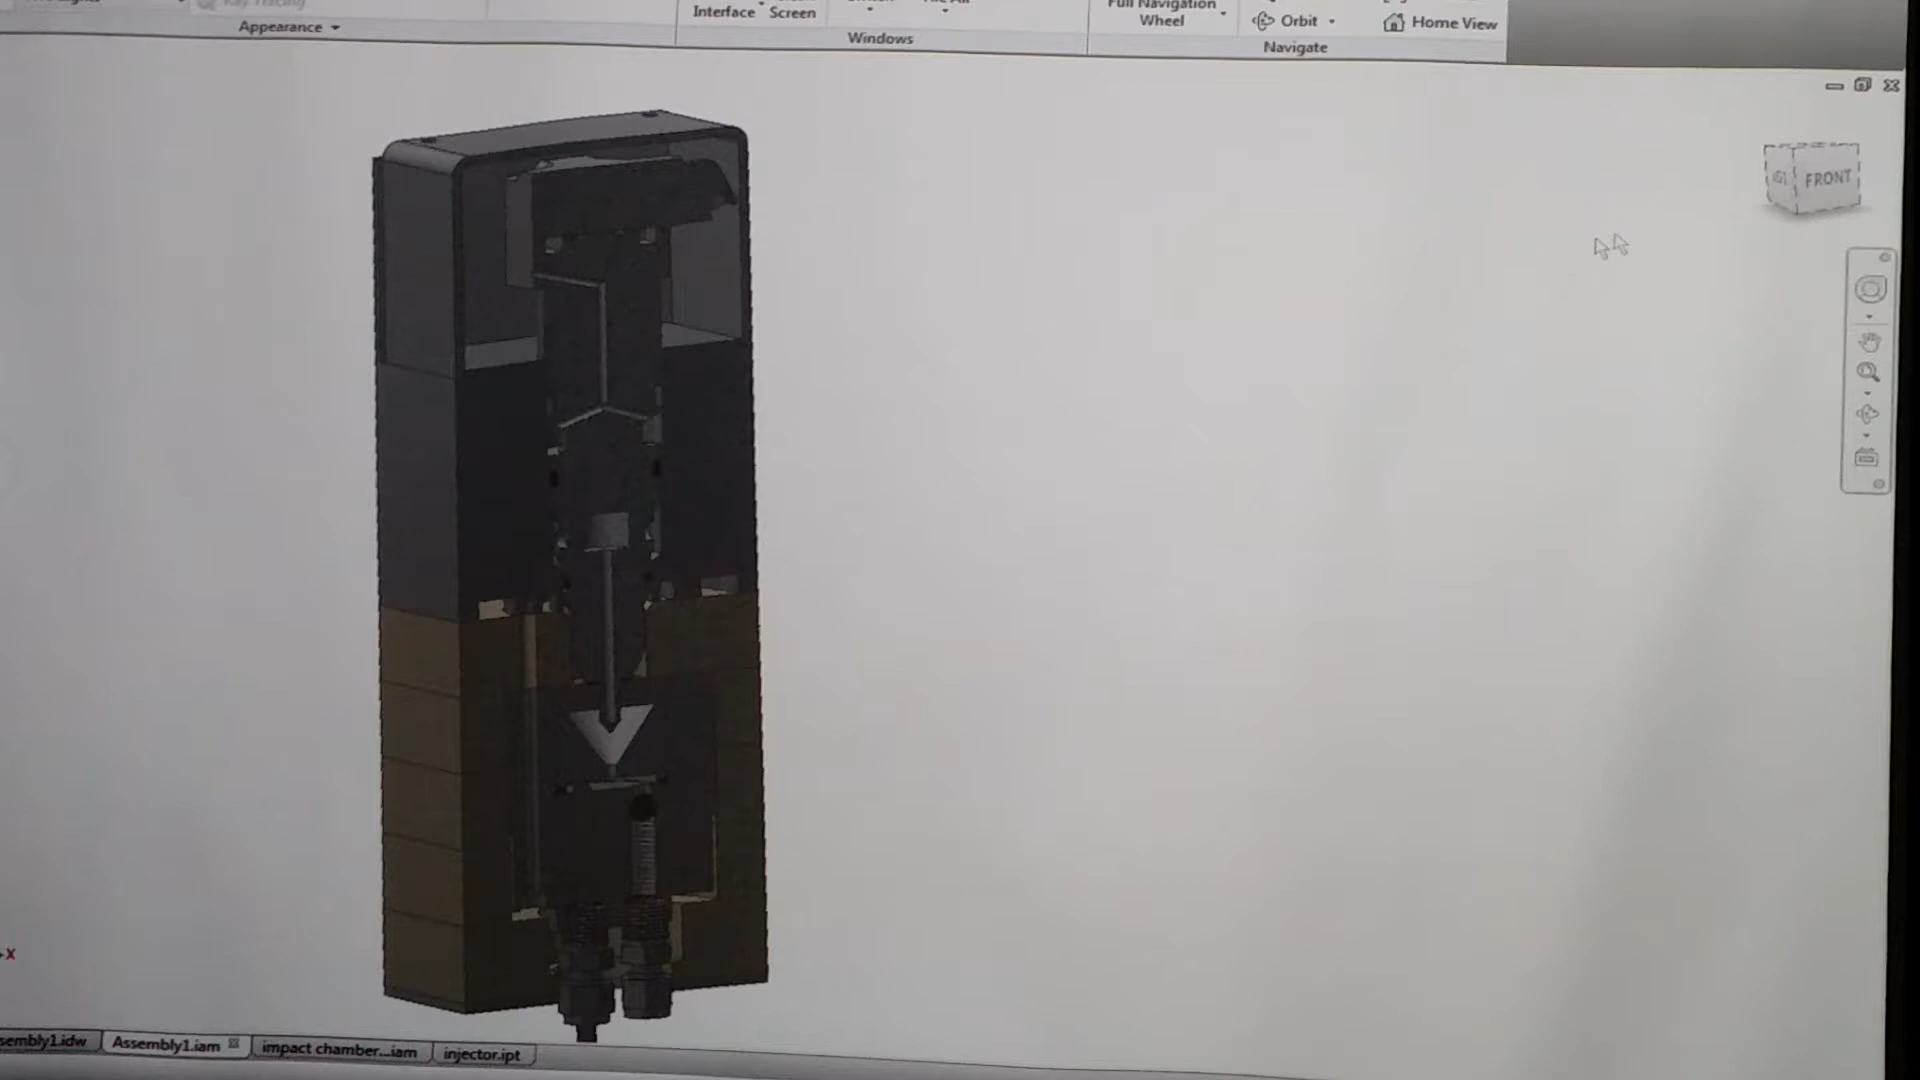 Ray Tracing
Appearance
Interface
Screen
Windows
Full Navigation
Wheel
Orbit
Home View
Navigate
FRONT
X
sembly1.idw
Assembly1.iam
impact chamber...iam
injector.ipt